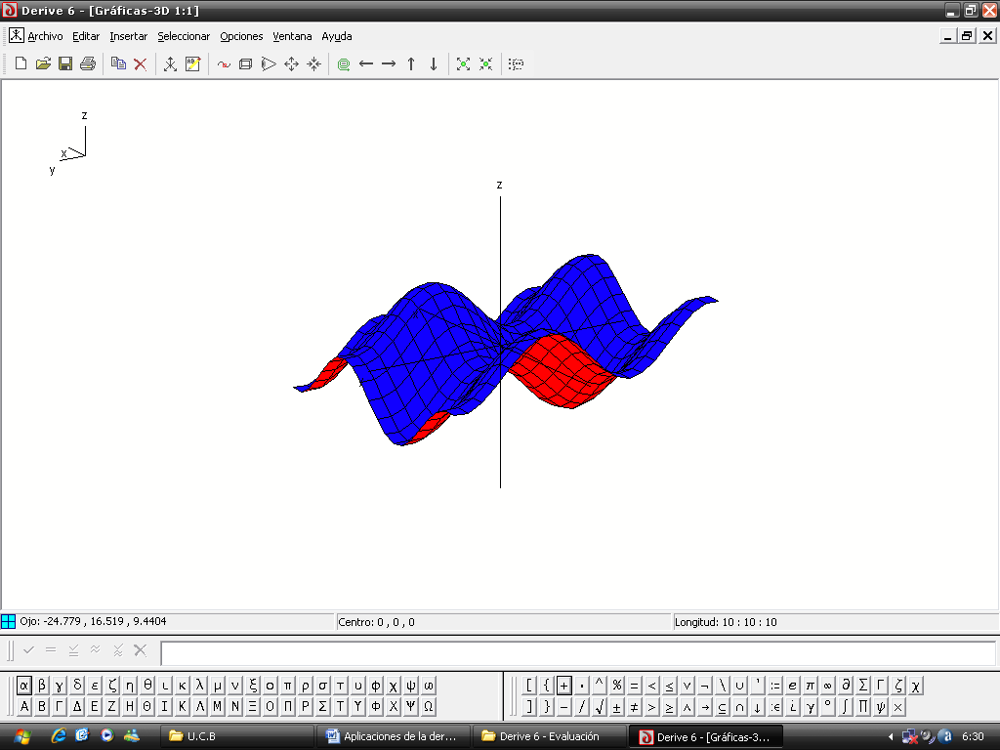 Derive 6 - [Gráficas-3D 1:1]
Archivo Editar Insertar Seleccionar Opciones Ventana Ayuda
z
x
y
z
Ojo: -24.779 , 16.519 , 9.4404 Centro: 0 , 0 , 0 Longitud: 10 : 10 : 10
α β γ δ ε ζ η θ ι κ λ μ ν ξ ο π ρ σ τ υ φ χ ψ ω [ { + · ^ % = < ≤ ∨ ¬ \ ∪ ' := e π ∞ ∂ ∑ Γ ζ χ
Α Β Γ Δ Ε Ζ Η Θ Ι Κ Λ Μ Ν Ξ Ο Π Ρ Σ Τ Υ Φ Χ Ψ Ω ] } − / √ ± ≠ > ≥ ∧ → ⊆ ∩ ↓ :∈ i γ ° ∫ ∏ ψ ×
U.C.B Aplicaciones de la der... Derive 6 - Evaluación Derive 6 - [Gráficas-3... 6:30